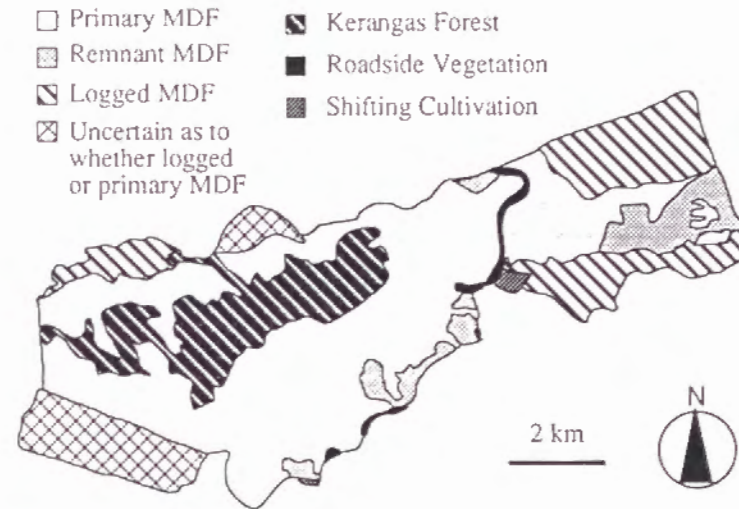 Primary MDF
Remnant MDF
Logged MDF
Uncertain as to
whether logged
or primary MDF
Kerangas Forest
Roadside Vegetation
Shifting Cultivation
2 km
N